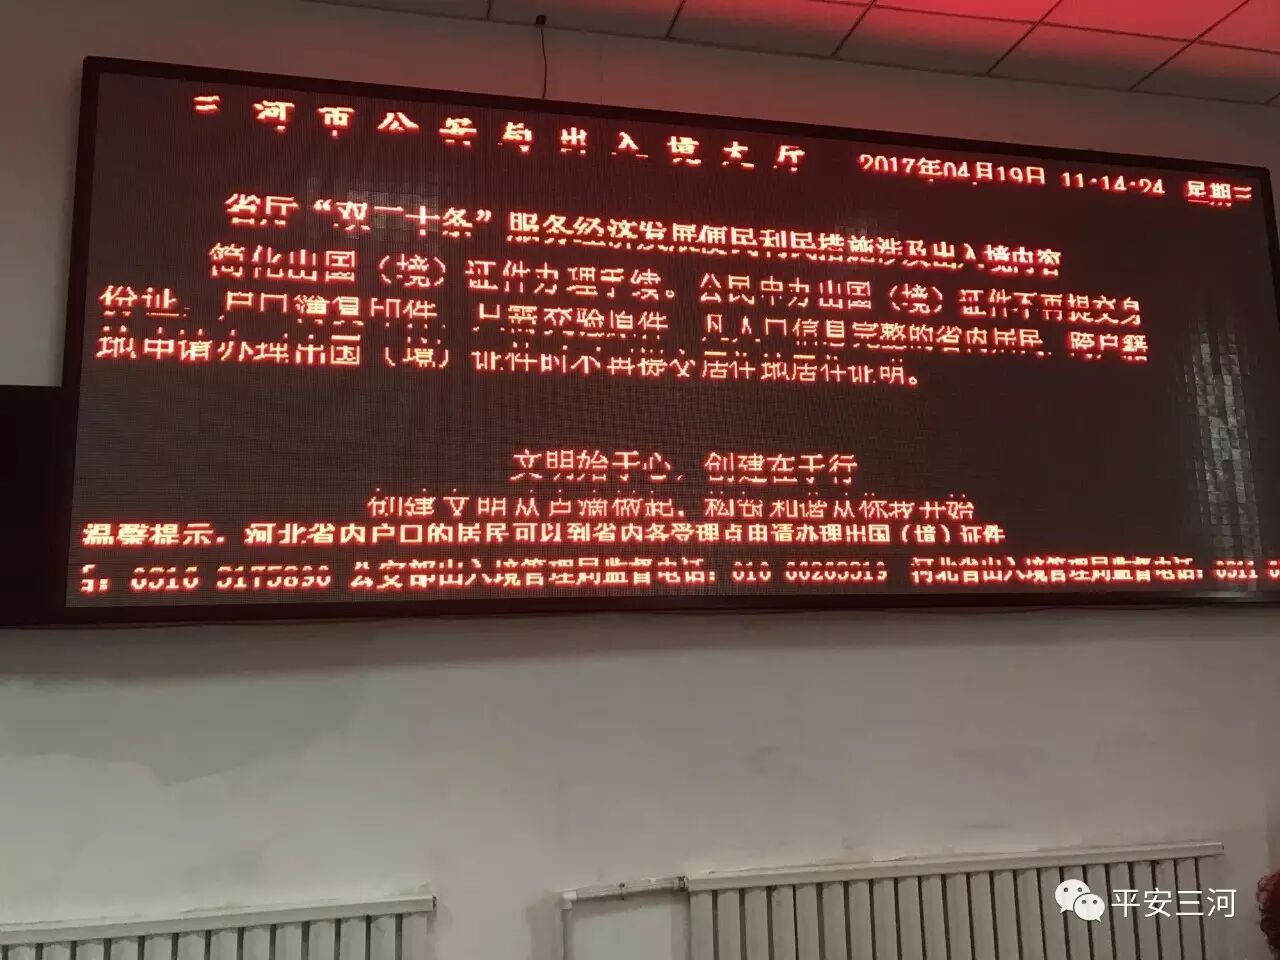 三河市公安局出入境大厅 2017年04月19日 11:14:24 星期三
省厅“双二十条”服务经济发展便民利民措施涉及出入境内容
简化出国（境）证件办理手续。公民申办出国（境）证件不再提交身
份证、户口簿复印件，只需交验原件，凡人口信息完整的省内居民，跨户籍
地申请办理出国（境）证件时不再提交居住地居住证明。
文明始于心，创建在于行
创建文明从点滴做起，构筑和谐从你我开始
温馨提示：河北省内户口的居民可以到省内各受理点申请办理出国（境）证件
公安部出入境管理局监督电话：010 河北省出入境管理局监督电话：0311
平安三河